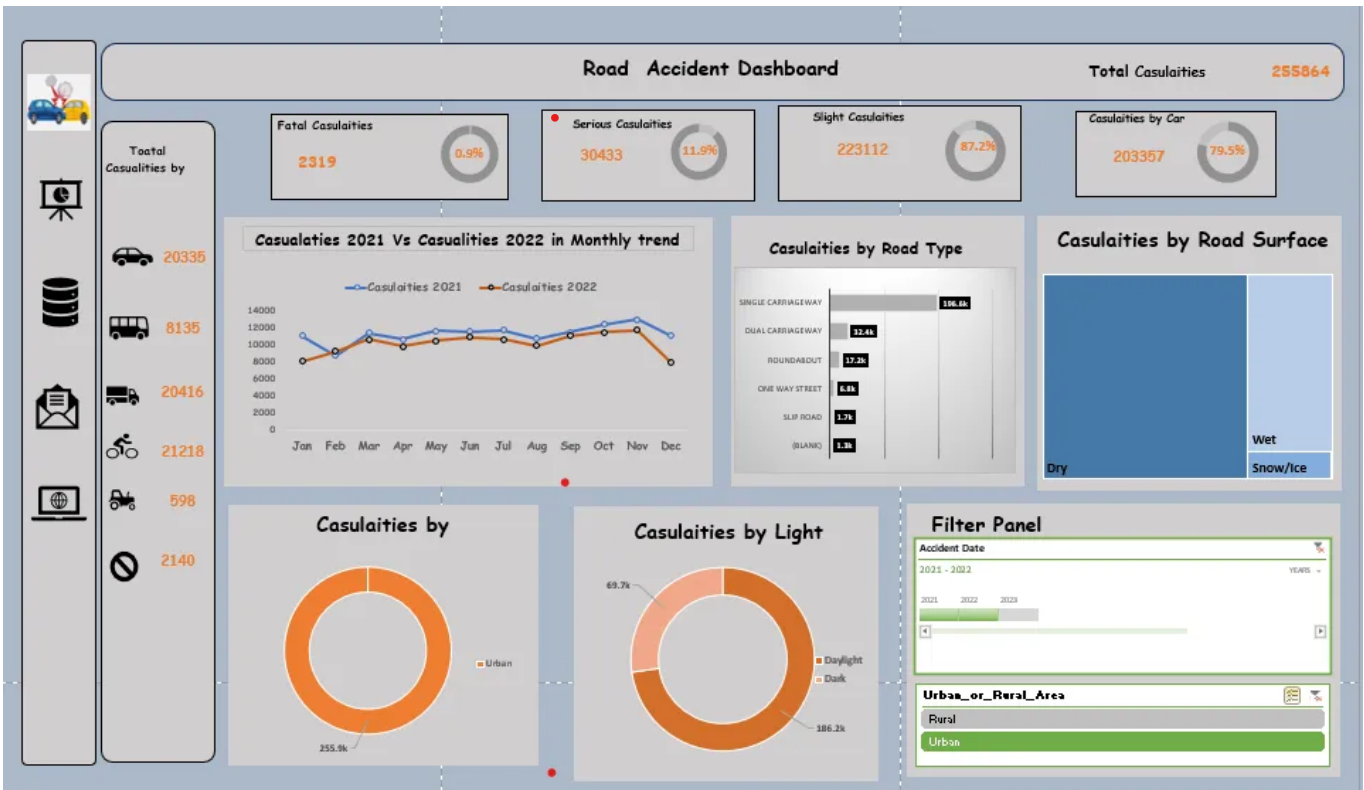 Road Accident Dashboard
Total Casulaities 255864
Toatal
Casualities by
20335
8135
20416
21218
598
2140
Fatal Casulaities
2319
0.9%
Serious Casulaities
30433
11.9%
Slight Casulaities
223112
87.2%
Casulaities by Car
203357
79.5%
Casualaties 2021 Vs Casualities 2022 in Monthly trend
Casulaities 2021 Casulaities 2022
14000
12000
10000
8000
6000
4000
2000
0
Jan Feb Mar Apr May Jun Jul Aug Sep Oct Nov Dec
Casulaities by Road Type
SINGLE CARRIAGEWAY 196.6k
DUAL CARRIAGEWAY 32.4k
ROUNDABOUT 17.2k
ONE WAY STREET 6.8k
SLIP ROAD 1.7k
(BLANK) 1.3k
Casulaities by Road Surface
Dry
Wet
Snow/Ice
Casulaities by
Urban
255.9k
Casulaities by Light
69.7k
Daylight
Dark
186.2k
Filter Panel
Accident Date
2021 - 2022 YEARS
2021 2022 2023
Urban_or_Rural_Area
Rural
Urban